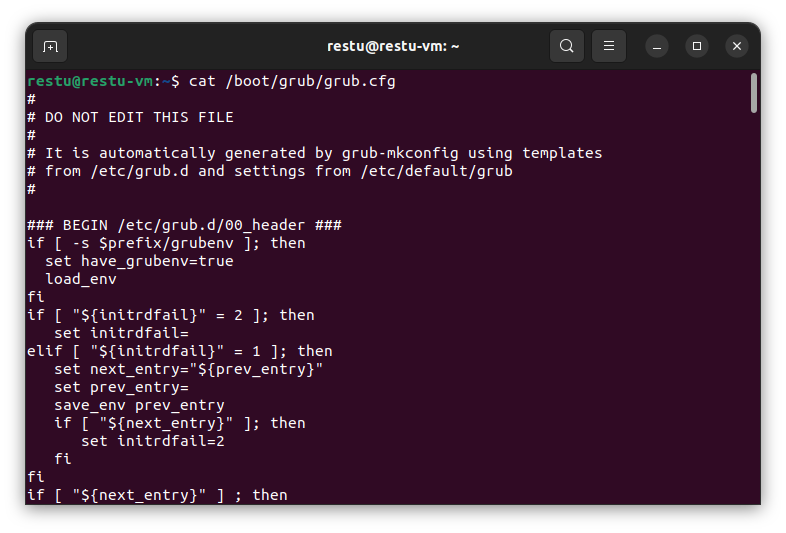 restu@restu-vm: ~
restu@restu-vm:~$ cat /boot/grub/grub.cfg
#
# DO NOT EDIT THIS FILE
#
# It is automatically generated by grub-mkconfig using templates
# from /etc/grub.d and settings from /etc/default/grub
#

### BEGIN /etc/grub.d/00_header ###
if [ -s $prefix/grubenv ]; then
  set have_grubenv=true
  load_env
fi
if [ "${initrdfail}" = 2 ]; then
   set initrdfail=
elif [ "${initrdfail}" = 1 ]; then
   set next_entry="${prev_entry}"
   set prev_entry=
   save_env prev_entry
   if [ "${next_entry}" ]; then
      set initrdfail=2
   fi
fi
if [ "${next_entry}" ] ; then